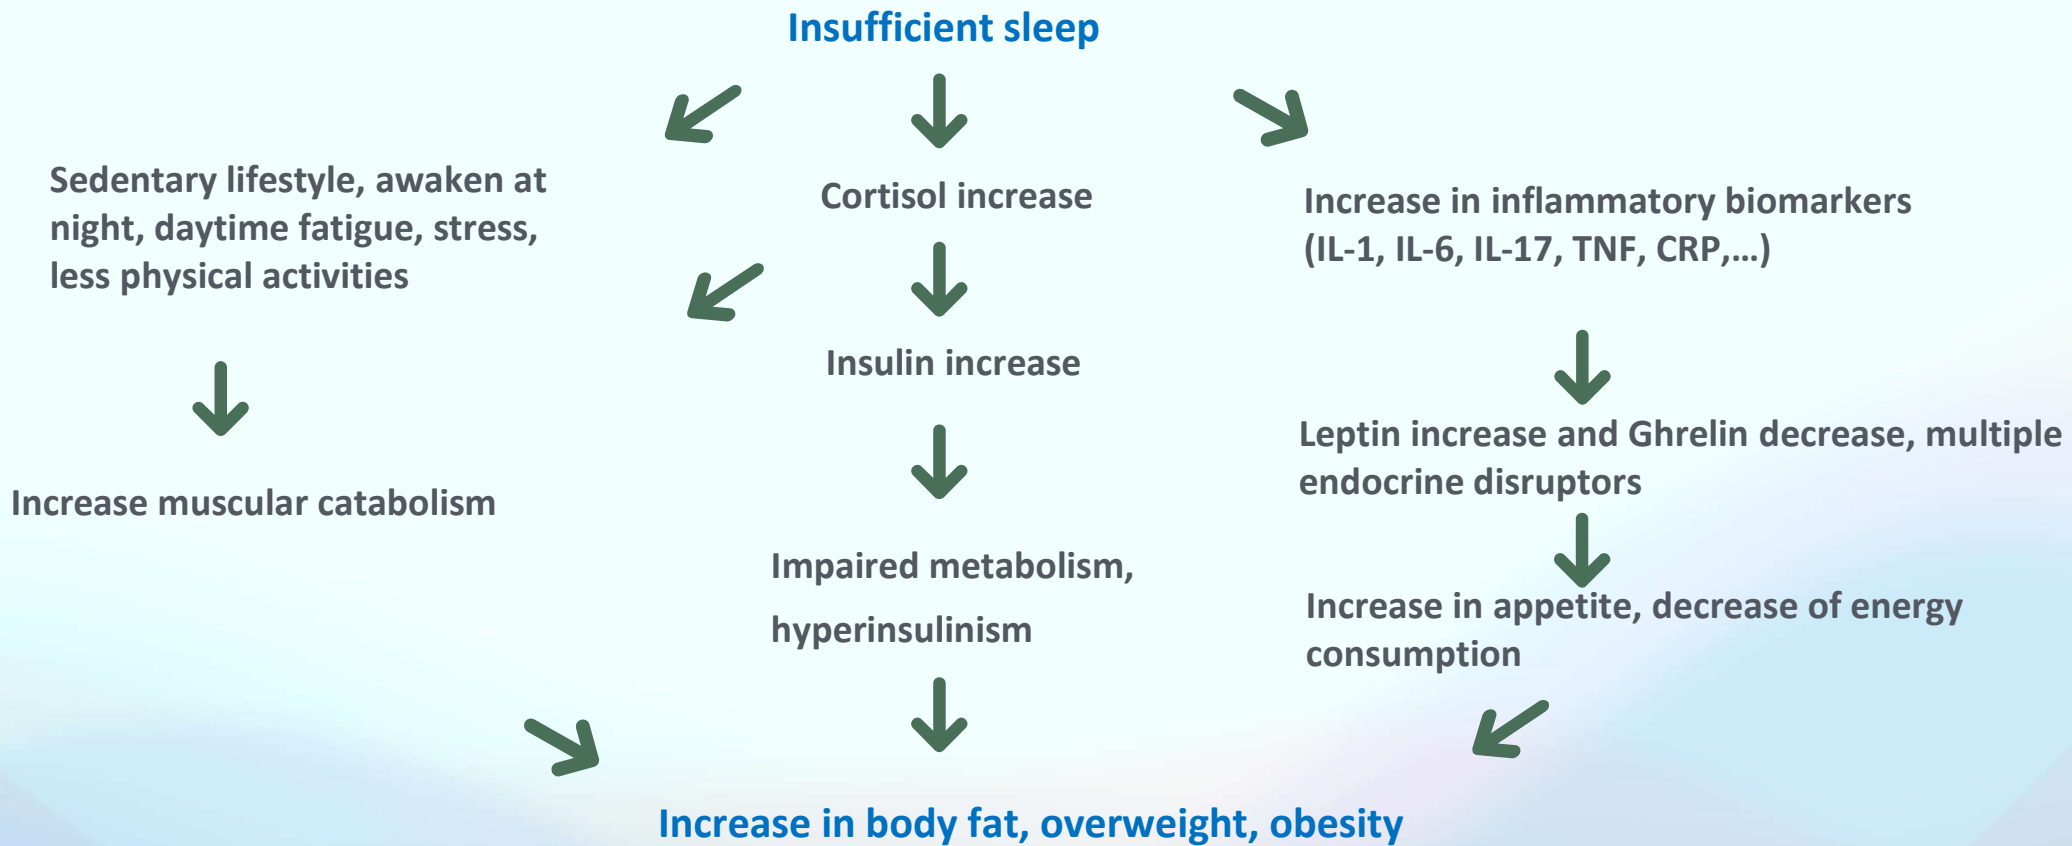 Insufficient sleep
Sedentary lifestyle, awaken at
night, daytime fatigue, stress,
less physical activities
Increase muscular catabolism
Cortisol increase
Insulin increase
Impaired metabolism,
hyperinsulinism
Increase in inflammatory biomarkers
(IL-1, IL-6, IL-17, TNF, CRP,...)
Leptin increase and Ghrelin decrease, multiple
endocrine disruptors
Increase in appetite, decrease of energy
consumption
Increase in body fat, overweight, obesity